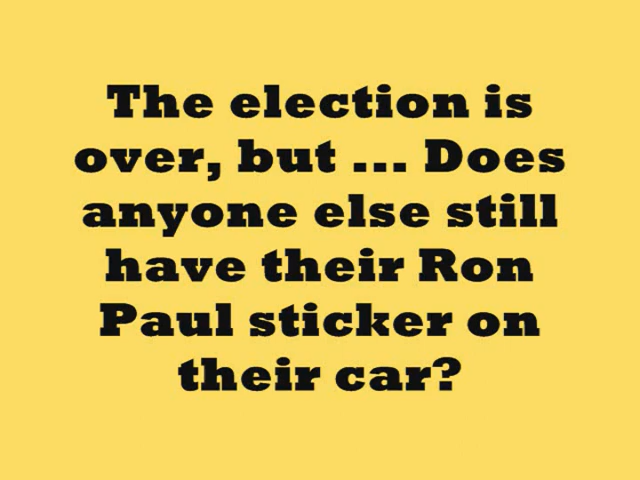 The election is
over, but ... Does
anyone else still
have their Ron
Paul sticker on
their car?